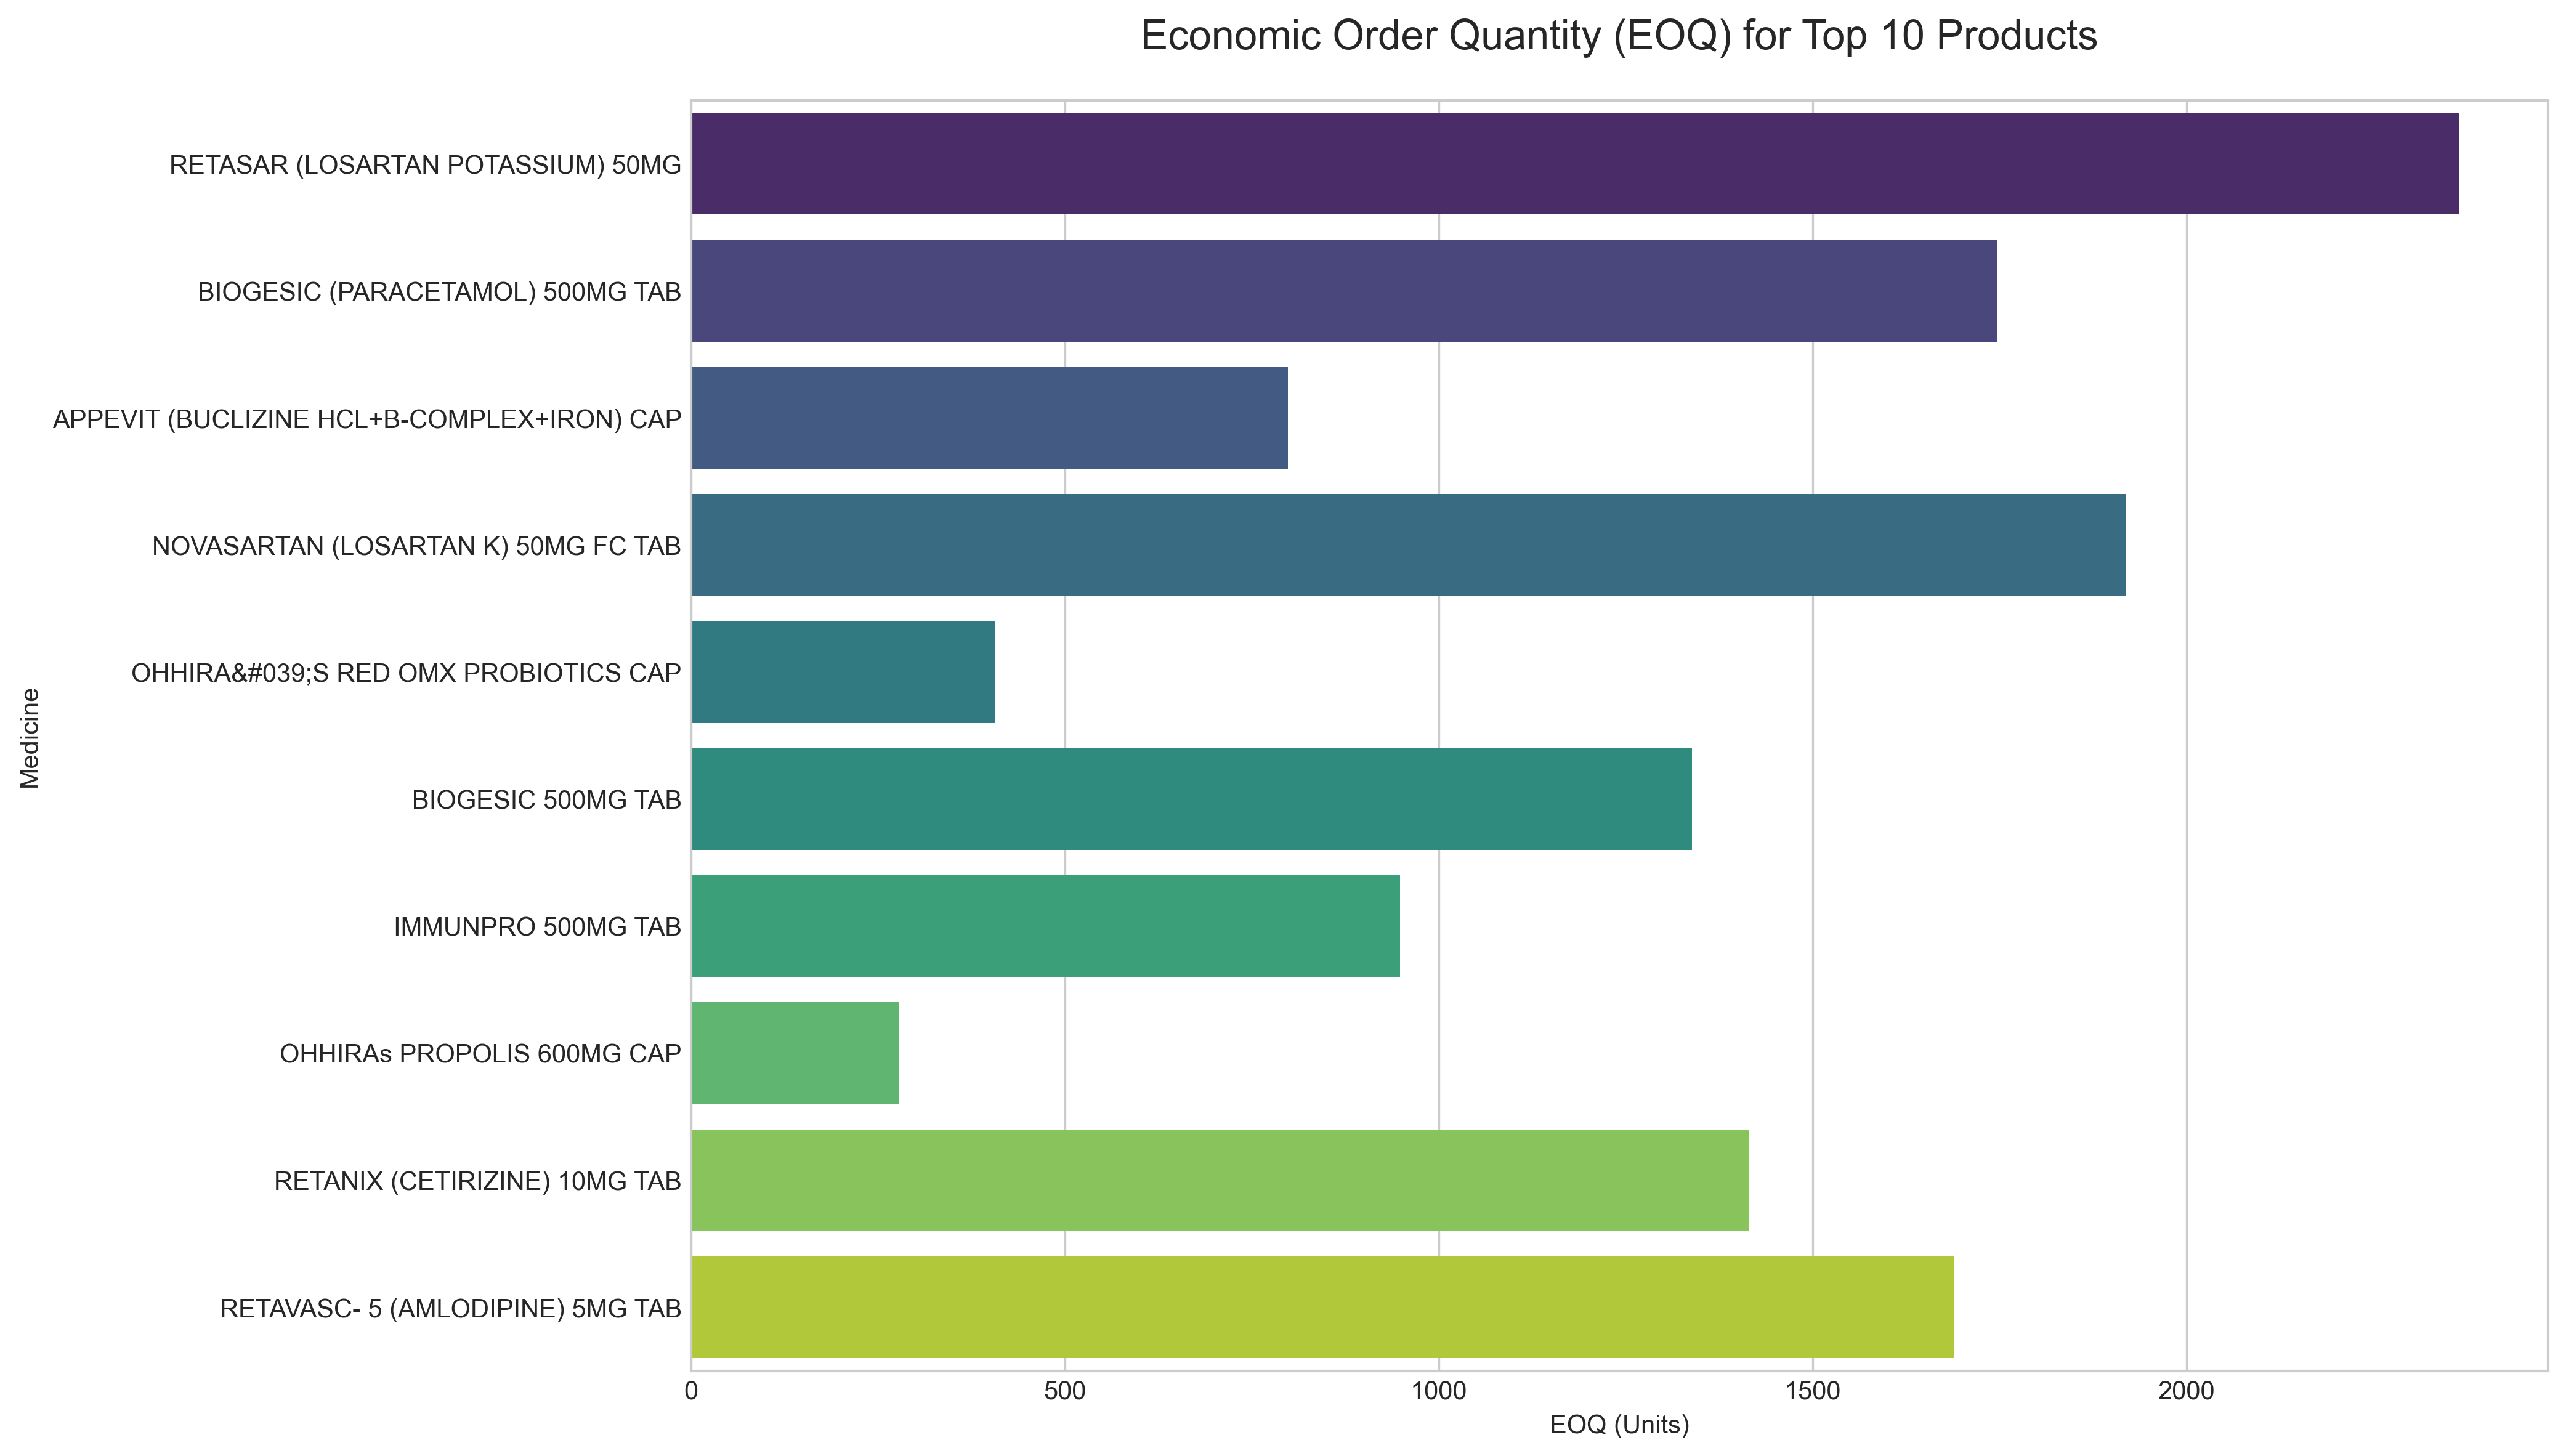 Economic Order Quantity (EOQ) for Top 10 Products
RETASAR (LOSARTAN POTASSIUM) 50MG
BIOGESIC (PARACETAMOL) 500MG TAB
APPEVIT (BUCLIZINE HCL+B-COMPLEX+IRON) CAP
NOVASARTAN (LOSARTAN K) 50MG FC TAB
OHHIRA&#039;S RED OMX PROBIOTICS CAP
BIOGESIC 500MG TAB
IMMUNPRO 500MG TAB
OHHIRAs PROPOLIS 600MG CAP
RETANIX (CETIRIZINE) 10MG TAB
RETAVASC- 5 (AMLODIPINE) 5MG TAB
Medicine
0 500 1000 1500 2000
EOQ (Units)